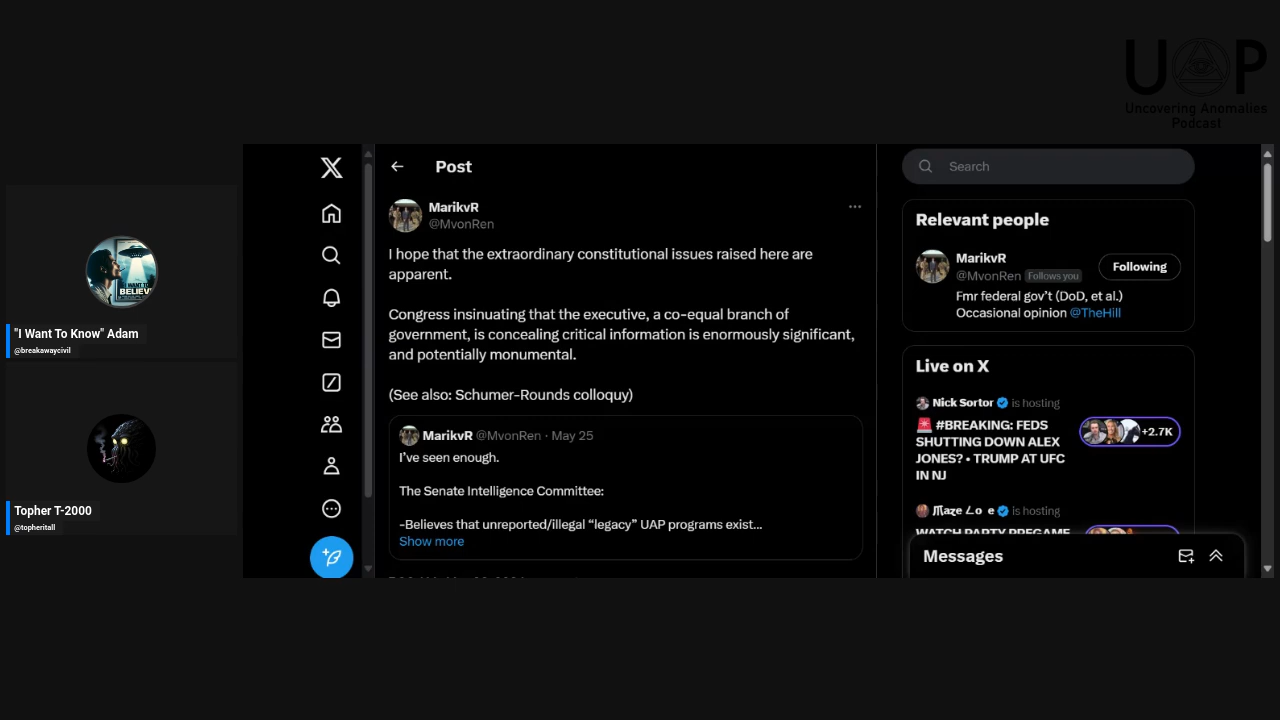 UAP
Uncovering Anomalies
Podcast
"I Want To Know" Adam
@breakawaycivil
Topher T-2000
@topheritall
Post
MarikvR
@MvonRen
I hope that the extraordinary constitutional issues raised here are
apparent.
Congress insinuating that the executive, a co-equal branch of
government, is concealing critical information is enormously significant,
and potentially monumental.
(See also: Schumer-Rounds colloquy)
MarikvR @MvonRen · May 25
I've seen enough.
The Senate Intelligence Committee:
-Believes that unreported/illegal “legacy” UAP programs exist...
Show more
Search
Relevant people
MarikvR
@MvonRen Follows you
Following
Fmr federal gov't (DoD, et al.)
Occasional opinion @TheHill
Live on X
Nick Sortor is hosting
🚨 #BREAKING: FEDS
SHUTTING DOWN ALEX
JONES? • TRUMP AT UFC
IN NJ
+2.7K
is hosting
WATCH PARTY PREGAME
Messages